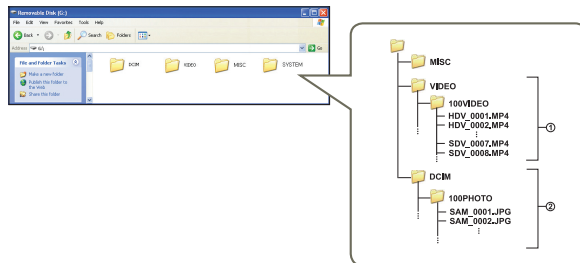 Removable Disk (G:)
File Edit View Favorites Tools Help
Back Search Folders
Address G:\ Go
File and Folder Tasks
Make a new folder
Publish this folder to the Web
Share this folder
DCIM VIDEO MISC SYSTEM
MISC
VIDEO
100VIDEO
HDV_0001.MP4
HDV_0002.MP4
SDV_0007.MP4
SDV_0008.MP4
①
DCIM
100PHOTO
SAM_0001.JPG
SAM_0002.JPG
②